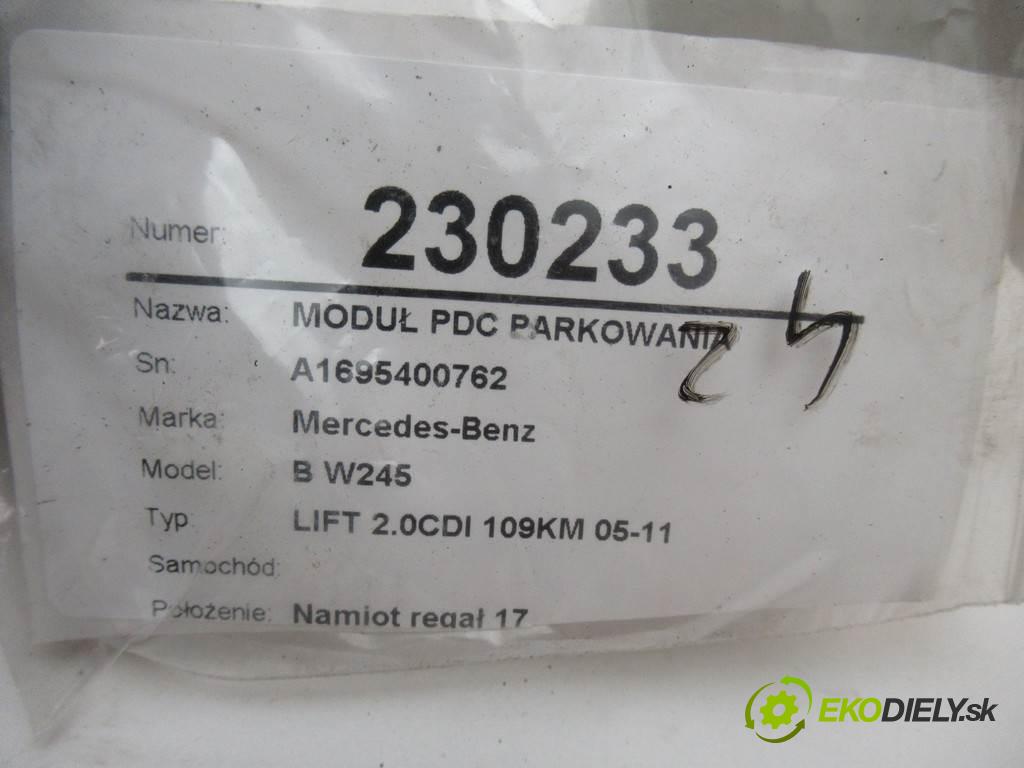 Numer: 230233
Nazwa: MODUŁ PDC PARKOWANIA
Sn: A1695400762
24
Marka: Mercedes-Benz
Model: B W245
Typ: LIFT 2.0CDI 109KM 05-11
Samochód:
Położenie: Namiot regał 17
EKODIELY.sk